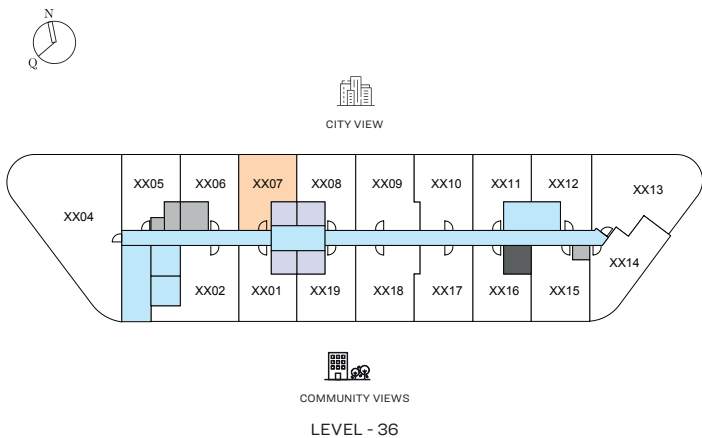 N
Q
CITY VIEW
XX05 XX06 XX07 XX08 XX09 XX10 XX11 XX12 XX13
XX04
XX14
XX02 XX01 XX19 XX18 XX17 XX16 XX15
COMMUNITY VIEWS
LEVEL - 36